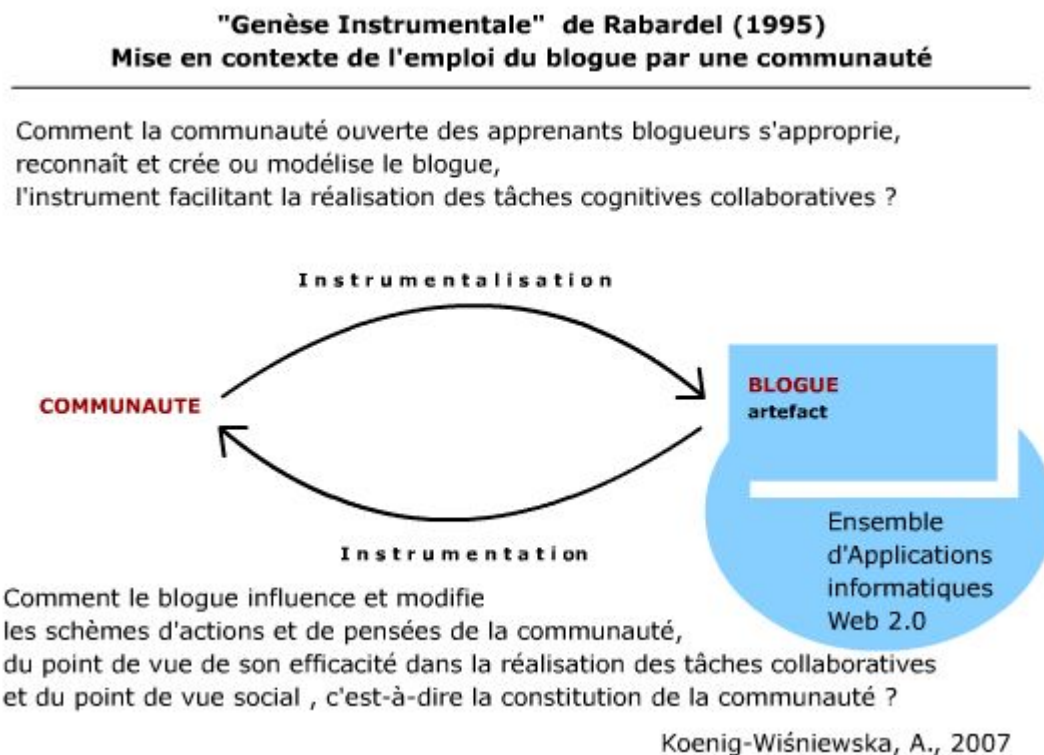 "Genèse Instrumentale" de Rabardel (1995)
Mise en contexte de l'emploi du blogue par une communauté
Comment la communauté ouverte des apprenants blogueurs s'approprie,
reconnaît et crée ou modélise le blogue,
l'instrument facilitant la réalisation des tâches cognitives collaboratives ?
Instrumentalisation
COMMUNAUTE
BLOGUE
artefact
Ensemble
d'Applications
informatiques
Web 2.0
Instrumentation
Comment le blogue influence et modifie
les schèmes d'actions et de pensées de la communauté,
du point de vue de son efficacité dans la réalisation des tâches collaboratives
et du point de vue social , c'est-à-dire la constitution de la communauté ?
Koenig-Wiśniewska, A., 2007